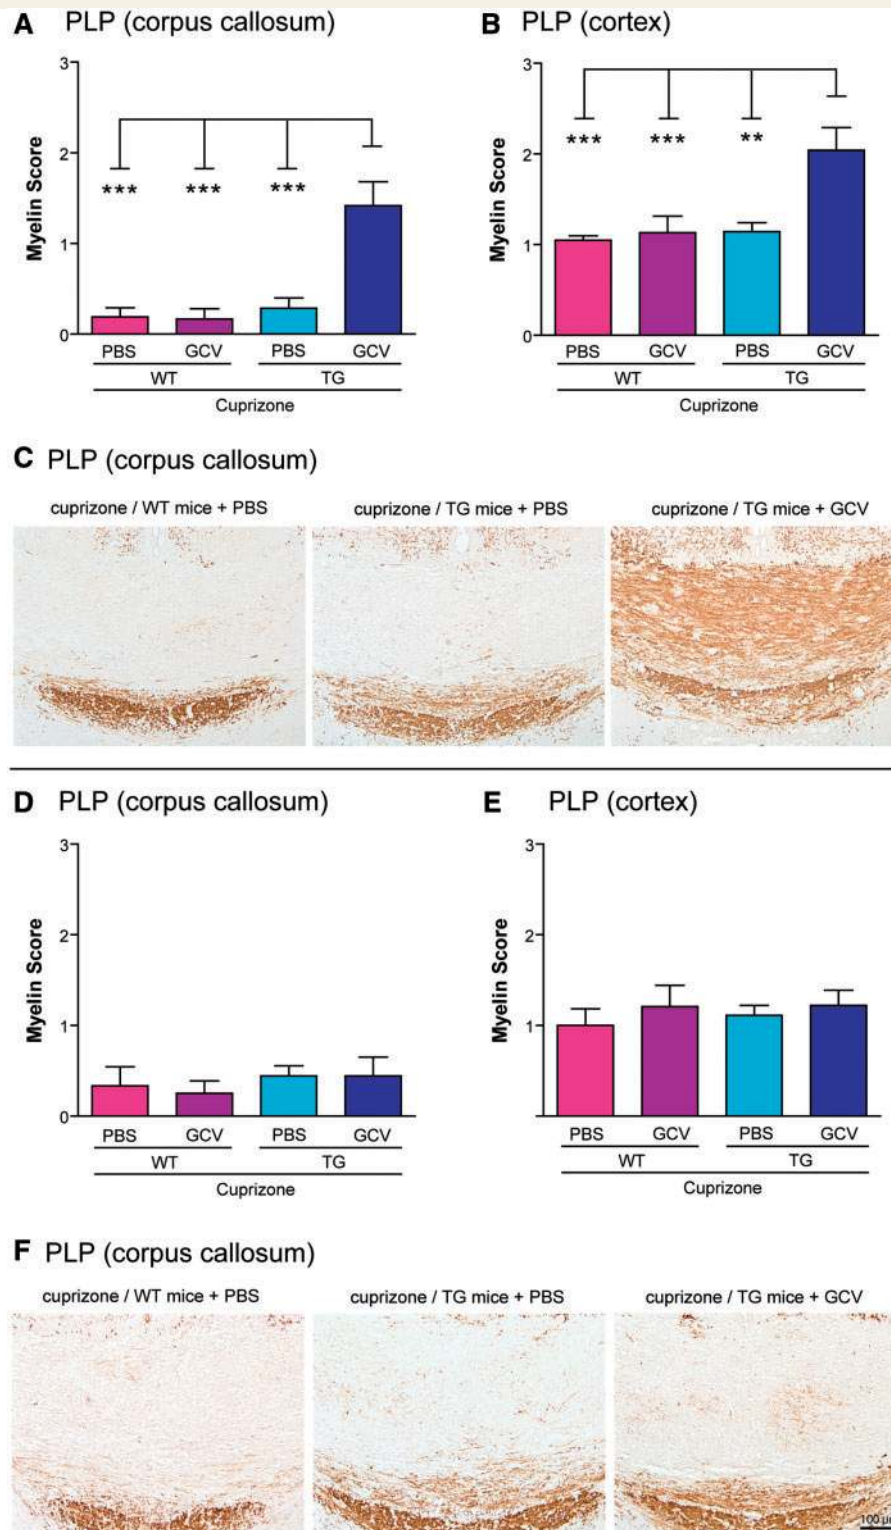 A PLP (corpus callosum)
3
2
1
0
Myelin Score
*** *** ***
PBS GCV PBS GCV
WT TG
Cuprizone
B PLP (cortex)
3
2
1
0
Myelin Score
*** *** **
PBS GCV PBS GCV
WT TG
Cuprizone
C PLP (corpus callosum)
cuprizone / WT mice + PBS cuprizone / TG mice + PBS cuprizone / TG mice + GCV
D PLP (corpus callosum)
3
2
1
0
Myelin Score
PBS GCV PBS GCV
WT TG
Cuprizone
E PLP (cortex)
3
2
1
Myelin Score
PBS GCV PBS GCV
WT TG
Cuprizone
F PLP (corpus callosum)
cuprizone / WT mice + PBS cuprizone / TG mice + PBS cuprizone / TG mice + GCV
100 µ